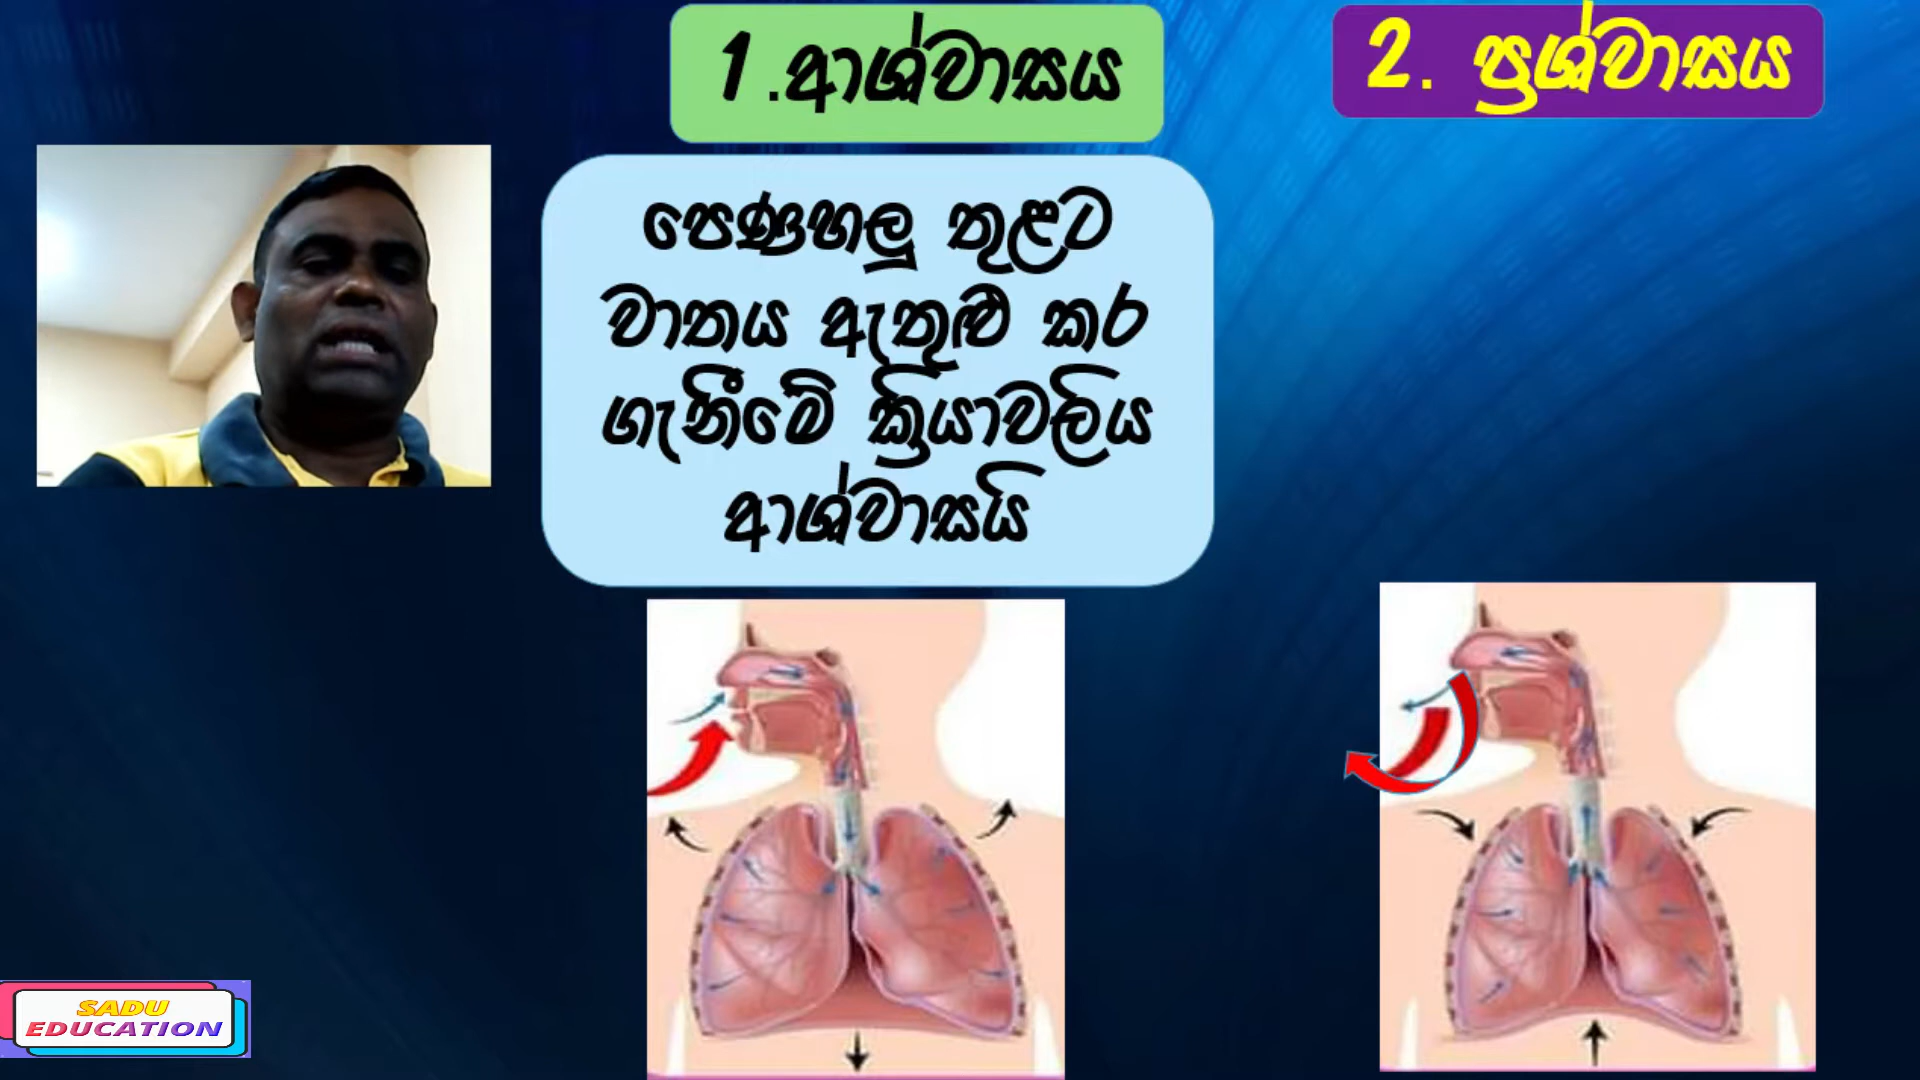 1.ආශ්වාසය
2. ප්‍රශ්වාසය
පෙණහලු තුළට
වාතය ඇතුළු කර
ගැනීමේ ක්‍රියාවලිය
ආශ්වාසයි
SADU
EDUCATION